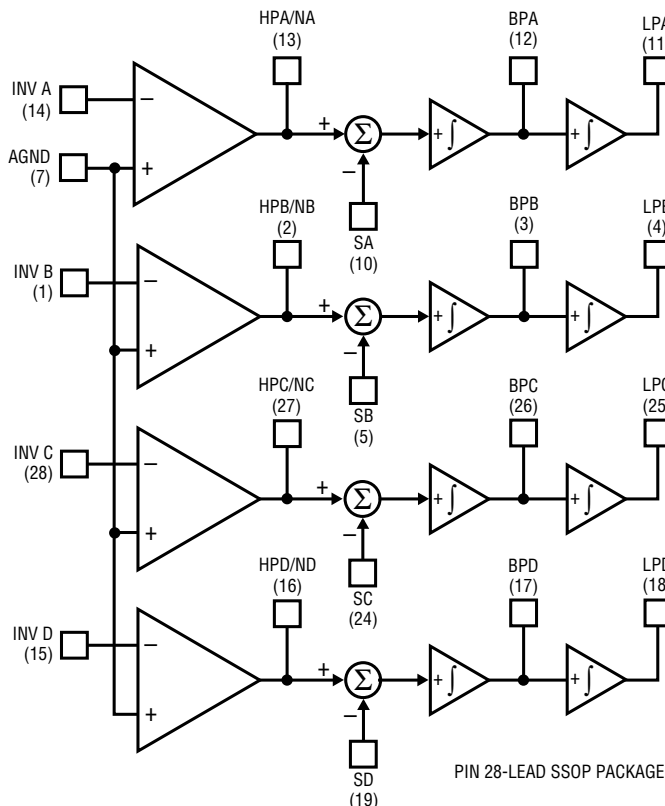 HPA/NA
(13)
BPA
(12)
LPA
(11
INV A
(14)
AGND
(7)
−
+
+
Σ
−
+ ∫
+ ∫
SA
(10)
HPB/NB
(2)
BPB
(3)
LPB
(4)
INV B
(1)
−
+
+
Σ
−
+ ∫
+ ∫
SB
(5)
HPC/NC
(27)
BPC
(26)
LPC
(25
INV C
(28)
−
+
+
Σ
−
+ ∫
+ ∫
SC
(24)
HPD/ND
(16)
BPD
(17)
LPD
(18
INV D
(15)
−
+
+
Σ
−
+ ∫
+ ∫
SD
(19)
PIN 28-LEAD SSOP PACKAGE